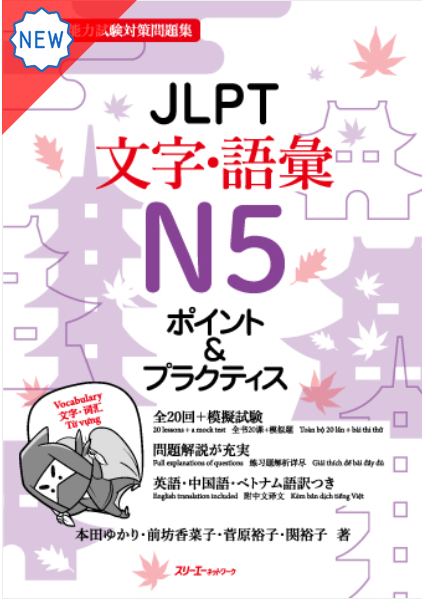 NEW
能力試験対策問題集
JLPT
文字・語彙
N5
ポイント
&
プラクティス
Vocabulary
文字・词汇
Từ vựng
全20回+模擬試験
20 lessons + a mock test 全书20课+模拟题 Toàn bộ 20 lần + bài thi thử
問題解説が充実
Full explanations of questions 练习题解析详尽 Giải thích đề bài đầy đủ
英語・中国語・ベトナム語訳つき
English translation included 附中文译文 Kèm bản dịch tiếng Việt
本田ゆかり・前坊香菜子・菅原裕子・関裕子 著
スリーエーネットワーク